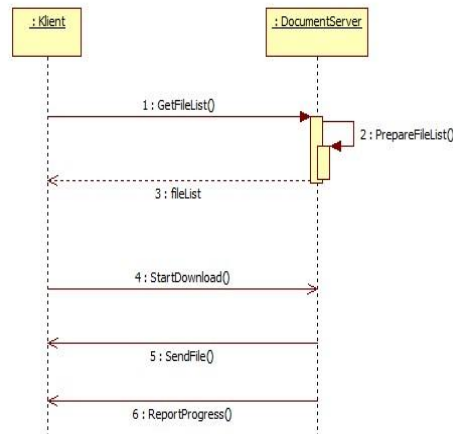 : Klient
: DocumentServer
1 : GetFileList()
2 : PrepareFileList()
3 : fileList
4 : StartDownload()
5 : SendFile()
6 : ReportProgress()